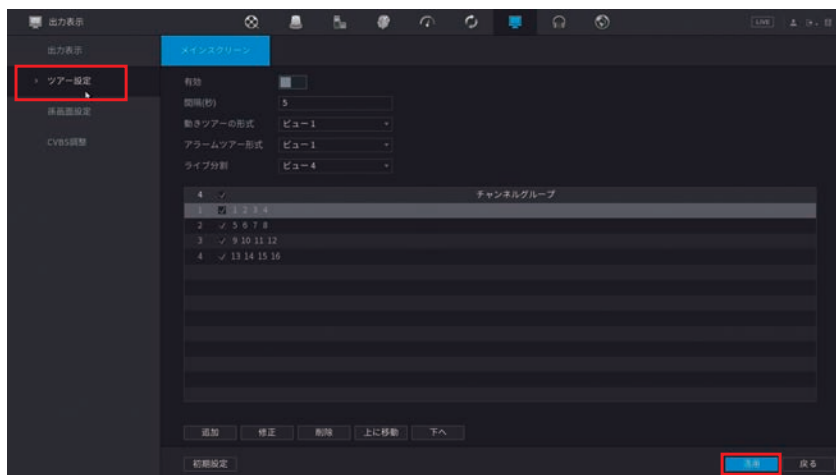 出力表示
LIVE
出力表示
メインスクリーン
ツアー設定
CVBS調整
有効
間隔(秒) 5
動きツアーの形式 ビュー1
アラームツアー形式 ビュー1
ライブ分割 ビュー4
4 チャンネルグループ
1 1 2 3 4
2 5 6 7 8
3 9 10 11 12
4 13 14 15 16
追加 修正 削除 上に移動 下へ
初期設定 適用 戻る